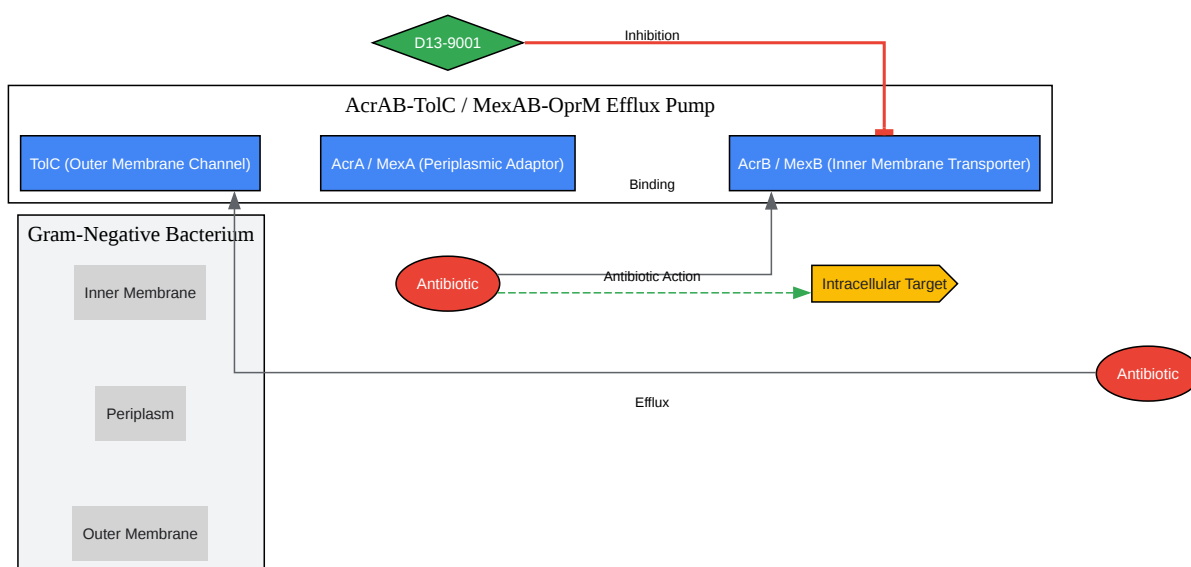 D13-9001
Inhibition
AcrAB-TolC / MexAB-OprM Efflux Pump
TolC (Outer Membrane Channel)
AcrA / MexA (Periplasmic Adaptor)
AcrB / MexB (Inner Membrane Transporter)
Binding
Gram-Negative Bacterium
Inner Membrane
Antibiotic
Antibiotic Action
Intracellular Target
Antibiotic
Efflux
Periplasm
Outer Membrane